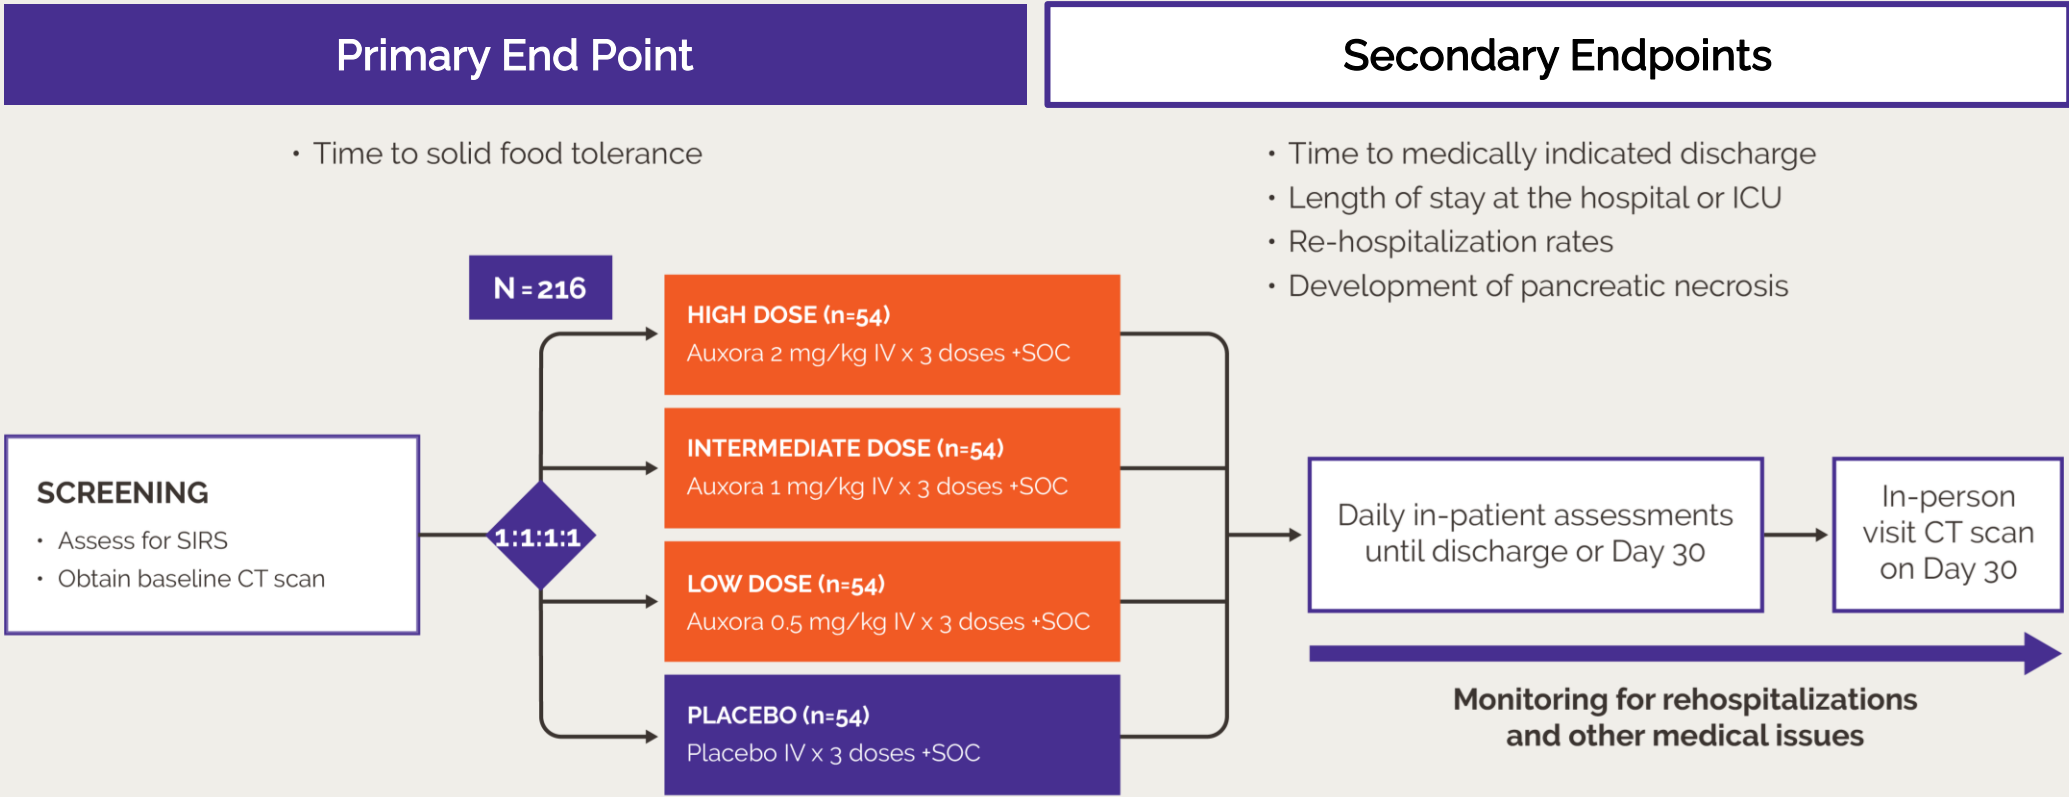 Primary End Point
Secondary Endpoints
• Time to solid food tolerance
• Time to medically indicated discharge
• Length of stay at the hospital or ICU
• Re-hospitalization rates
• Development of pancreatic necrosis
N = 216
SCREENING
• Assess for SIRS
• Obtain baseline CT scan
1:1:1:1
HIGH DOSE (n=54)
Auxora 2 mg/kg IV x 3 doses +SOC
INTERMEDIATE DOSE (n=54)
Auxora 1 mg/kg IV x 3 doses +SOC
LOW DOSE (n=54)
Auxora 0.5 mg/kg IV x 3 doses +SOC
PLACEBO (n=54)
Placebo IV x 3 doses +SOC
Daily in-patient assessments
until discharge or Day 30
In-person
visit CT scan
on Day 30
Monitoring for rehospitalizations
and other medical issues